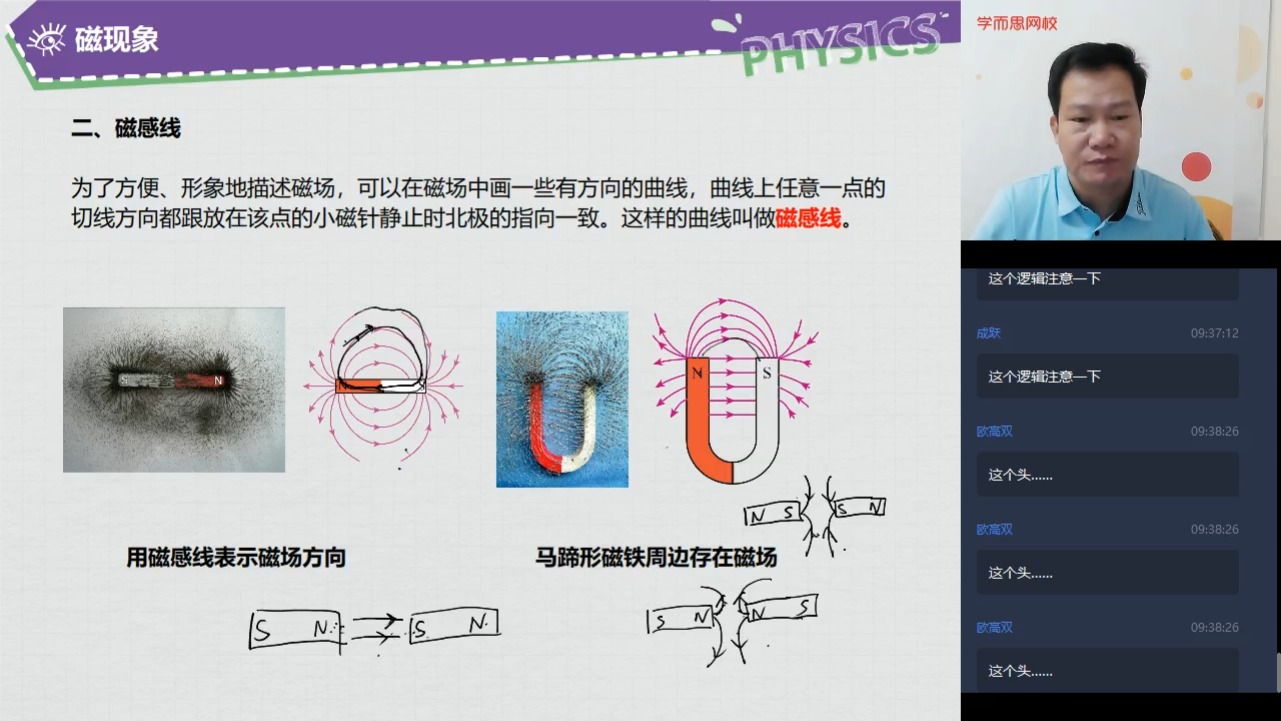 磁现象
PHYSICS
二、磁感线
为了方便、形象地描述磁场，可以在磁场中画一些有方向的曲线，曲线上任意一点的
切线方向都跟放在该点的小磁针静止时北极的指向一致。这样的曲线叫做磁感线。
S N
N S
N S
N S S N
用磁感线表示磁场方向
马蹄形磁铁周边存在磁场
S N S N
S N N S
学而思网校
这个逻辑注意一下
成跃 09:37:12
这个逻辑注意一下
欧高双 09:38:26
这个头......
欧高双 09:38:26
这个头......
欧高双 09:38:26
这个头......